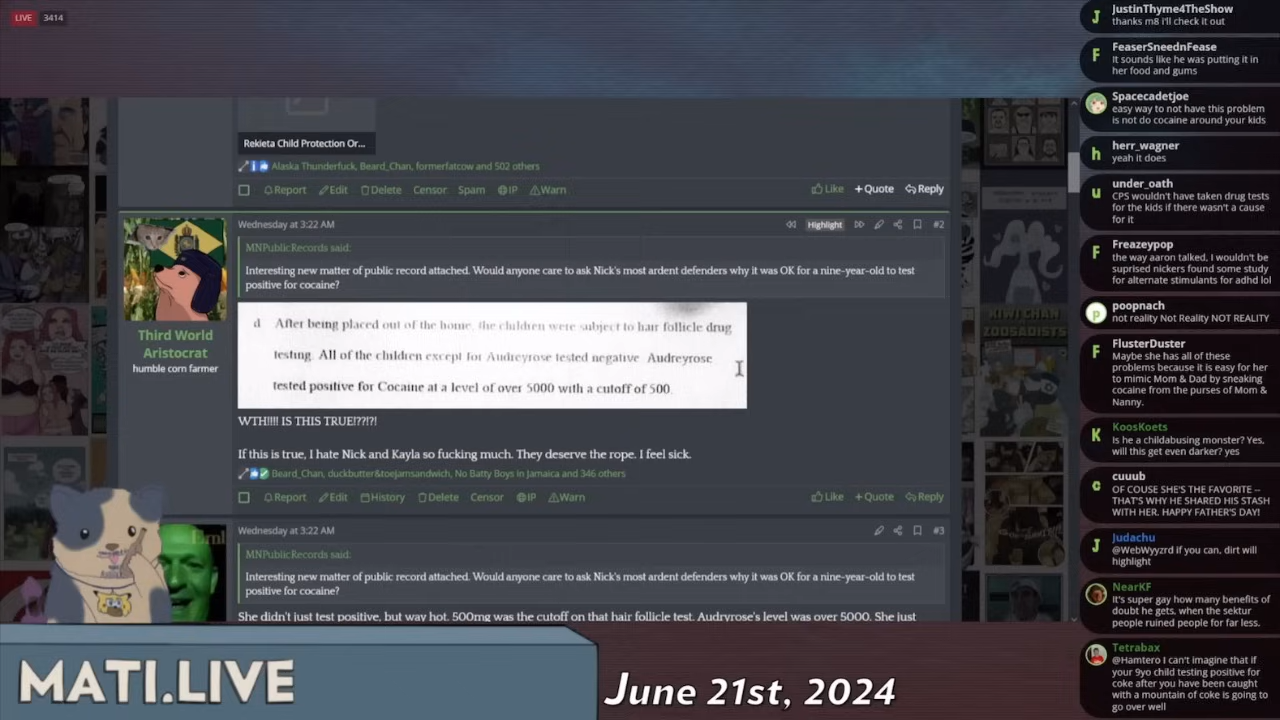 LIVE 3414
Rekieta Child Protection Or...
Alaska Thunderfuck, Beard_Chan, formerfatcow and 502 others
Report Edit Delete Censor Spam IP Warn
Like + Quote Reply
Wednesday at 3:22 AM
Highlight
#2
MNPublicRecords said:
Interesting new matter of public record attached. Would anyone care to ask Nick's most ardent defenders why it was OK for a nine-year-old to test
positive for cocaine?
d After being placed out of the home, the children were subject to hair follicle drug
testing. All of the children except for Audreyrose tested negative Audreyrose
tested positive for Cocaine at a level of over 5000 with a cutoff of 500.
Third World
Aristocrat
humble corn farmer
WTH!!!! IS THIS TRUE!??!?!
If this is true, I hate Nick and Kayla so fucking much. They deserve the rope. I feel sick.
Beard_Chan, duckbutter&toejamsandwich, No Batty Boys in Jamaica and 346 others
Report Edit History Delete Censor IP Warn
Like + Quote Reply
Wednesday at 3:22 AM
#3
MNPublicRecords said:
Interesting new matter of public record attached. Would anyone care to ask Nick's most ardent defenders why it was OK for a nine-year-old to test
positive for cocaine?
She didn't just test positive, but way hot. 500mg was the cutoff on that hair follicle test. Audryrose's level was over 5000. She just
MATI.LIVE
June 21st, 2024
JustinThyme4TheShow
thanks m8 i'll check it out
FeaserSneednFease
It sounds like he was putting it in
her food and gums
Spacecadetjoe
easy way to not have this problem
is not do cocaine around your kids
herr_wagner
yeah it does
under_oath
CPS wouldn't have taken drug tests
for the kids if there wasn't a cause
for it
Freazeypop
the way aaron talked, I wouldn't be
suprised nickers found some study
for alternate stimulants for adhd lol
poopnach
not reality Not Reality NOT REALITY
FlusterDuster
Maybe she has all of these
problems because it is easy for her
to mimic Mom & Dad by sneaking
cocaine from the purses of Mom &
Nanny.
KoosKoets
Is he a childabusing monster? Yes,
will this get even darker? yes
cuuub
OF COUSE SHE'S THE FAVORITE --
THAT'S WHY HE SHARED HIS STASH
WITH HER. HAPPY FATHER'S DAY!
Judachu
@WebWyyzrd if you can, dirt will
highlight
NearKF
It's super gay how many benefits of
doubt he gets, when the sektur
people ruined people for far less.
Tetrabax
@Hamtero I can't imagine that if
your 9yo child testing positive for
coke after you have been caught
with a mountain of coke is going to
go over well